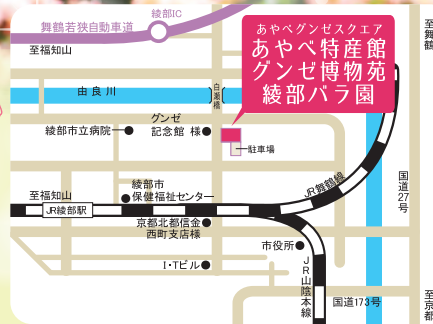 綾部IC
舞鶴若狭自動車道
至福知山
あやべグンゼスクエア
あやべ特産館
グンゼ博物苑
綾部バラ園
至舞鶴
由良川
白瀬橋
グンゼ
記念館 様
綾部市立病院
駐車場
綾部市
保健福祉センター
至福知山
JR綾部駅
JR舞鶴線
国道27号
京都北都信金
西町支店様
市役所
I・Tビル
JR山陰本線
国道173号
至京都